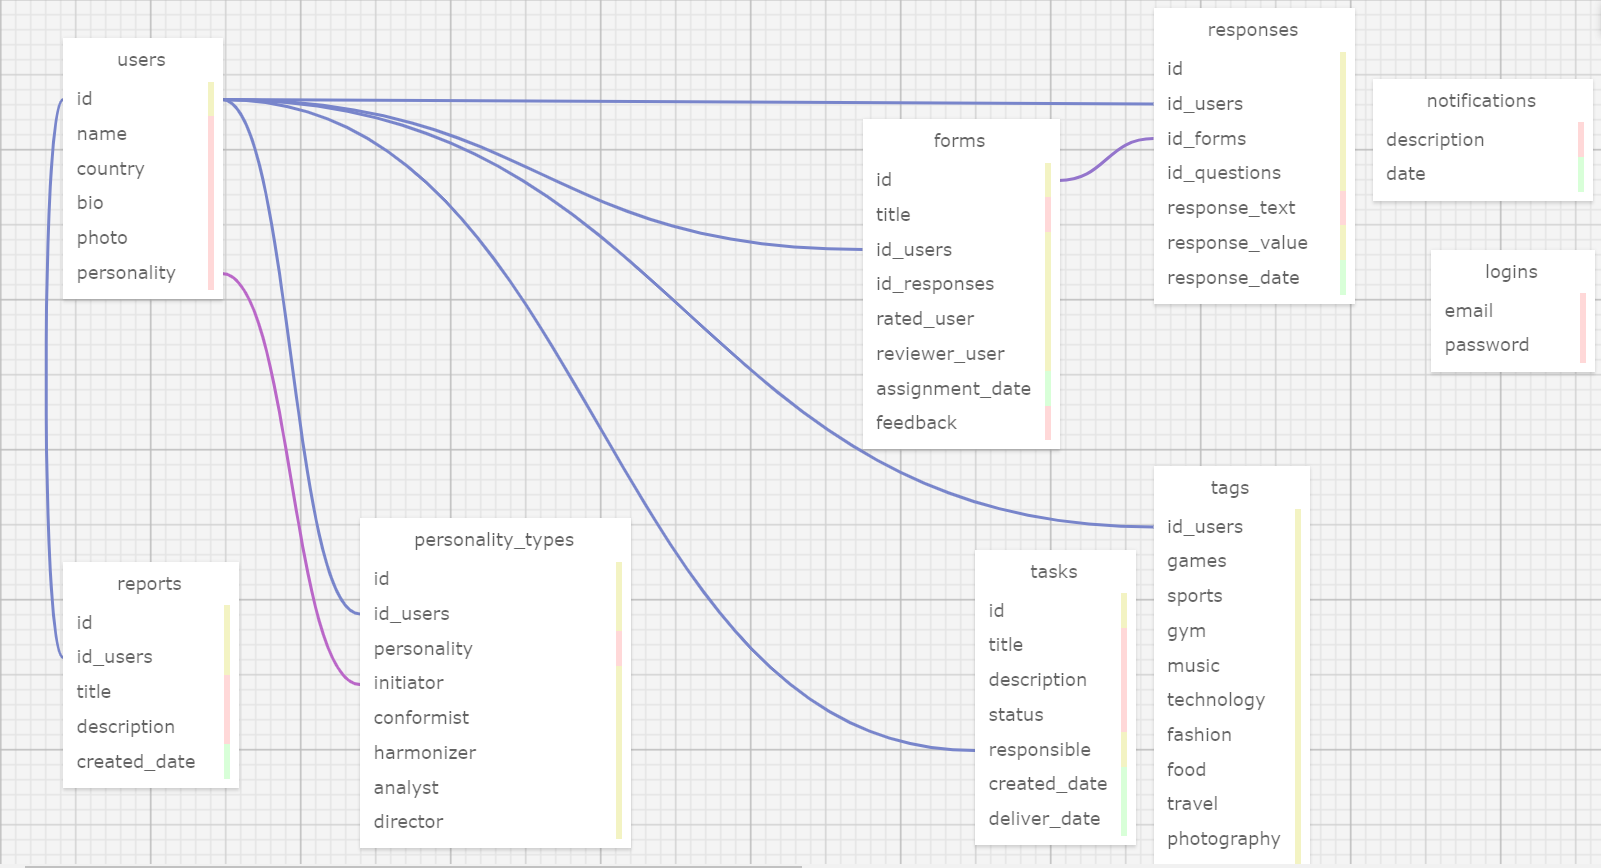 users
id
name
country
bio
photo
personality
reports
id
id_users
title
description
created_date
personality_types
id
id_users
personality
initiator
conformist
harmonizer
analyst
director
forms
id
title
id_users
id_responses
rated_user
reviewer_user
assignment_date
feedback
tasks
id
title
description
status
responsible
created_date
deliver_date
responses
id
id_users
id_forms
id_questions
response_text
response_value
response_date
tags
id_users
games
sports
gym
music
technology
fashion
food
travel
photography
notifications
description
date
logins
email
password